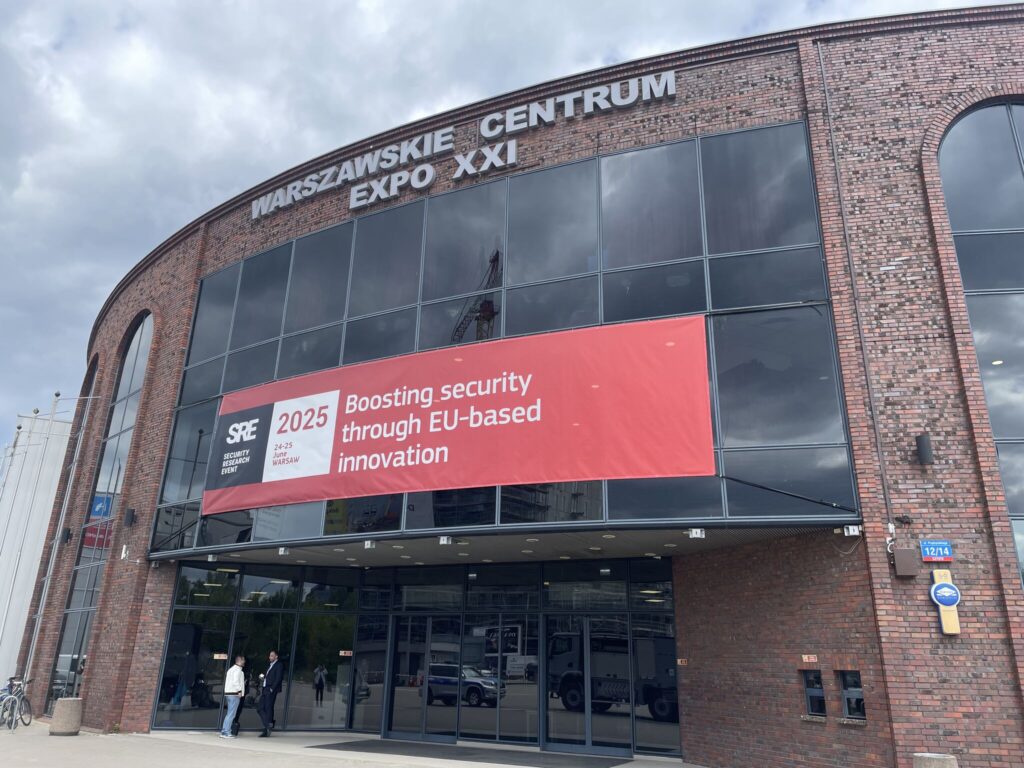 WARSZAWSKIE CENTRUM
EXPO XXI
SRE
SECURITY
RESEARCH
EVENT
2025
24-25
June
WARSAW
Boosting security
through EU-based
innovation
12/14